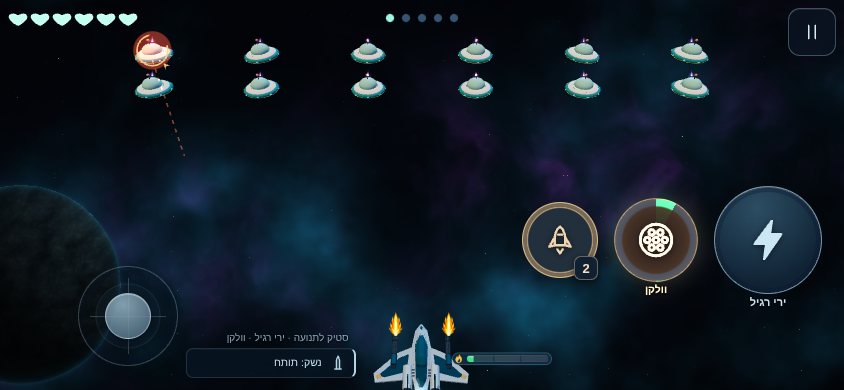 2
וולקן
ירי רגיל
סטיק לתנועה · ירי רגיל · וולקן
נשק: תותח